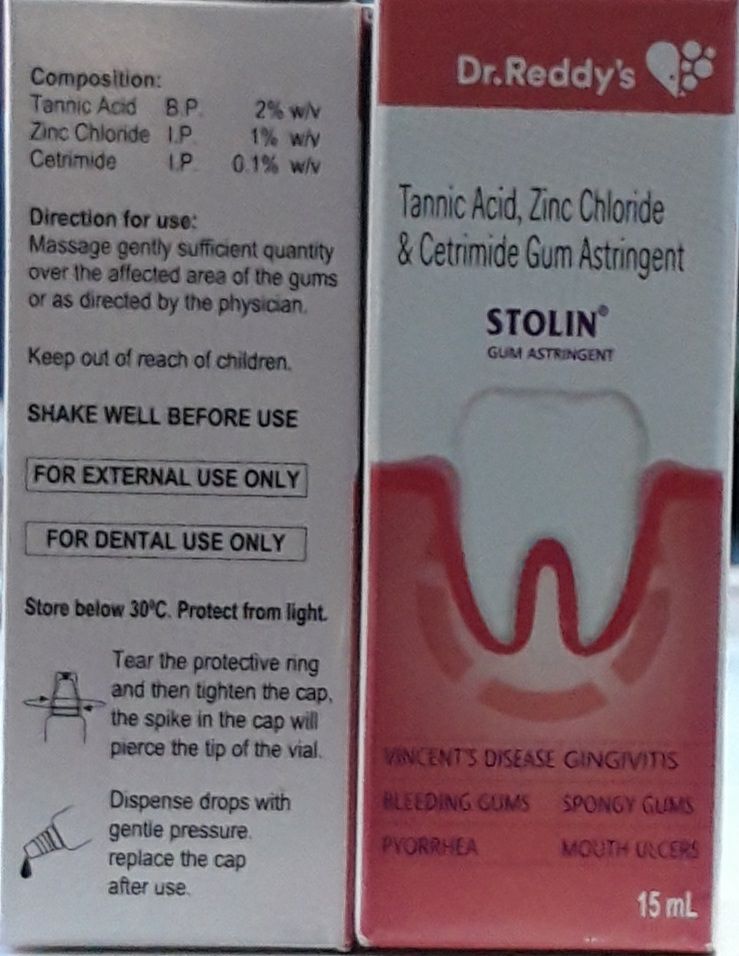 Composition:
Tannic Acid B.P. 2% w/v
Zinc Chloride I.P. 1% w/v
Cetrimide I.P. 0.1% w/v
Direction for use:
Massage gently sufficient quantity
over the affected area of the gums
or as directed by the physician.
Keep out of reach of children.
SHAKE WELL BEFORE USE
FOR EXTERNAL USE ONLY
FOR DENTAL USE ONLY
Store below 30⁰C. Protect from light.
Tear the protective ring
and then tighten the cap,
the spike in the cap will
pierce the tip of the vial.
Dispense drops with
gentle pressure.
replace the cap
after use.
Dr.Reddy's
Tannic Acid, Zinc Chloride
& Cetrimide Gum Astringent
STOLIN®
GUM ASTRINGENT
VINCENT'S DISEASE GINGIVITIS
BLEEDING GUMS SPONGY GUMS
PYORRHEA MOUTH ULCERS
15 mL